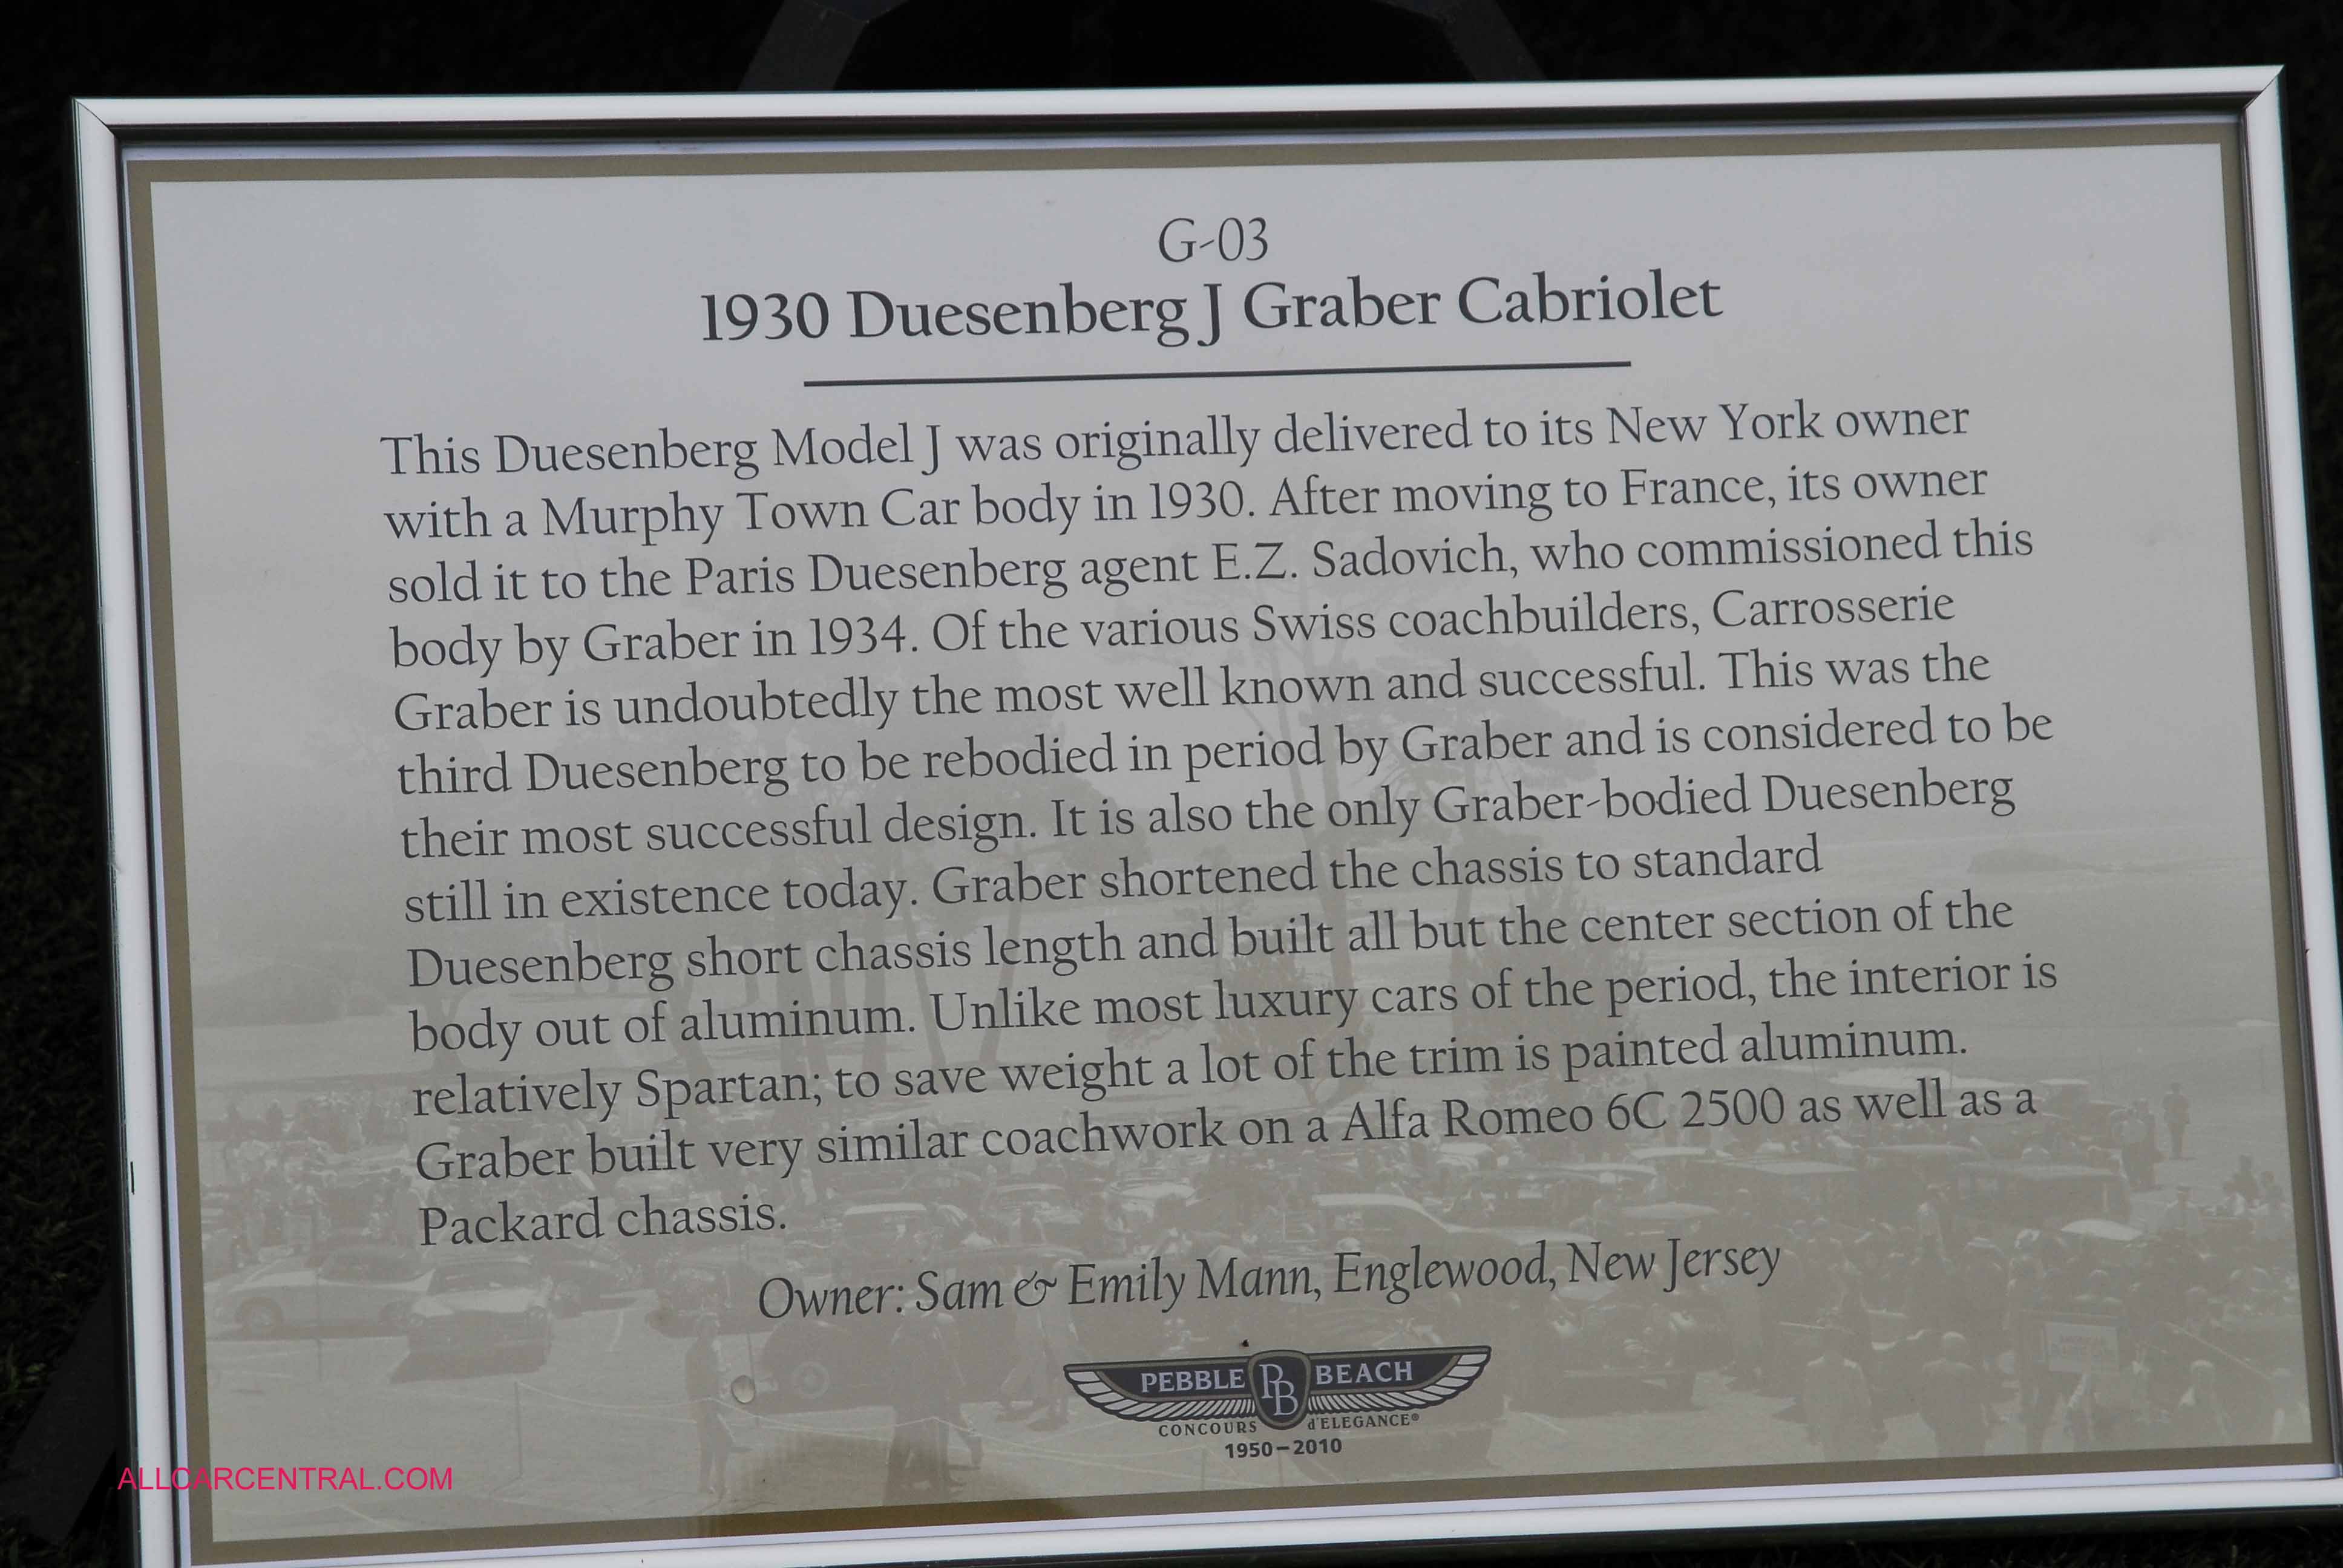 G-03
1930 Duesenberg J Graber Cabriolet
This Duesenberg Model J was originally delivered to its New York owner
with a Murphy Town Car body in 1930. After moving to France, its owner
sold it to the Paris Duesenberg agent E.Z. Sadovich, who commissioned this
body by Graber in 1934. Of the various Swiss coachbuilders, Carrosserie
Graber is undoubtedly the most well known and successful. This was the
third Duesenberg to be rebodied in period by Graber and is considered to be
their most successful design. It is also the only Graber-bodied Duesenberg
still in existence today. Graber shortened the chassis to standard
Duesenberg short chassis length and built all but the center section of the
body out of aluminum. Unlike most luxury cars of the period, the interior is
relatively Spartan; to save weight a lot of the trim is painted aluminum.
Graber built very similar coachwork on a Alfa Romeo 6C 2500 as well as a
Packard chassis.
Owner: Sam & Emily Mann, Englewood, New Jersey
PEBBLE PB BEACH
CONCOURS d'ELEGANCE®
1950-2010
ALLCARCENTRAL.COM